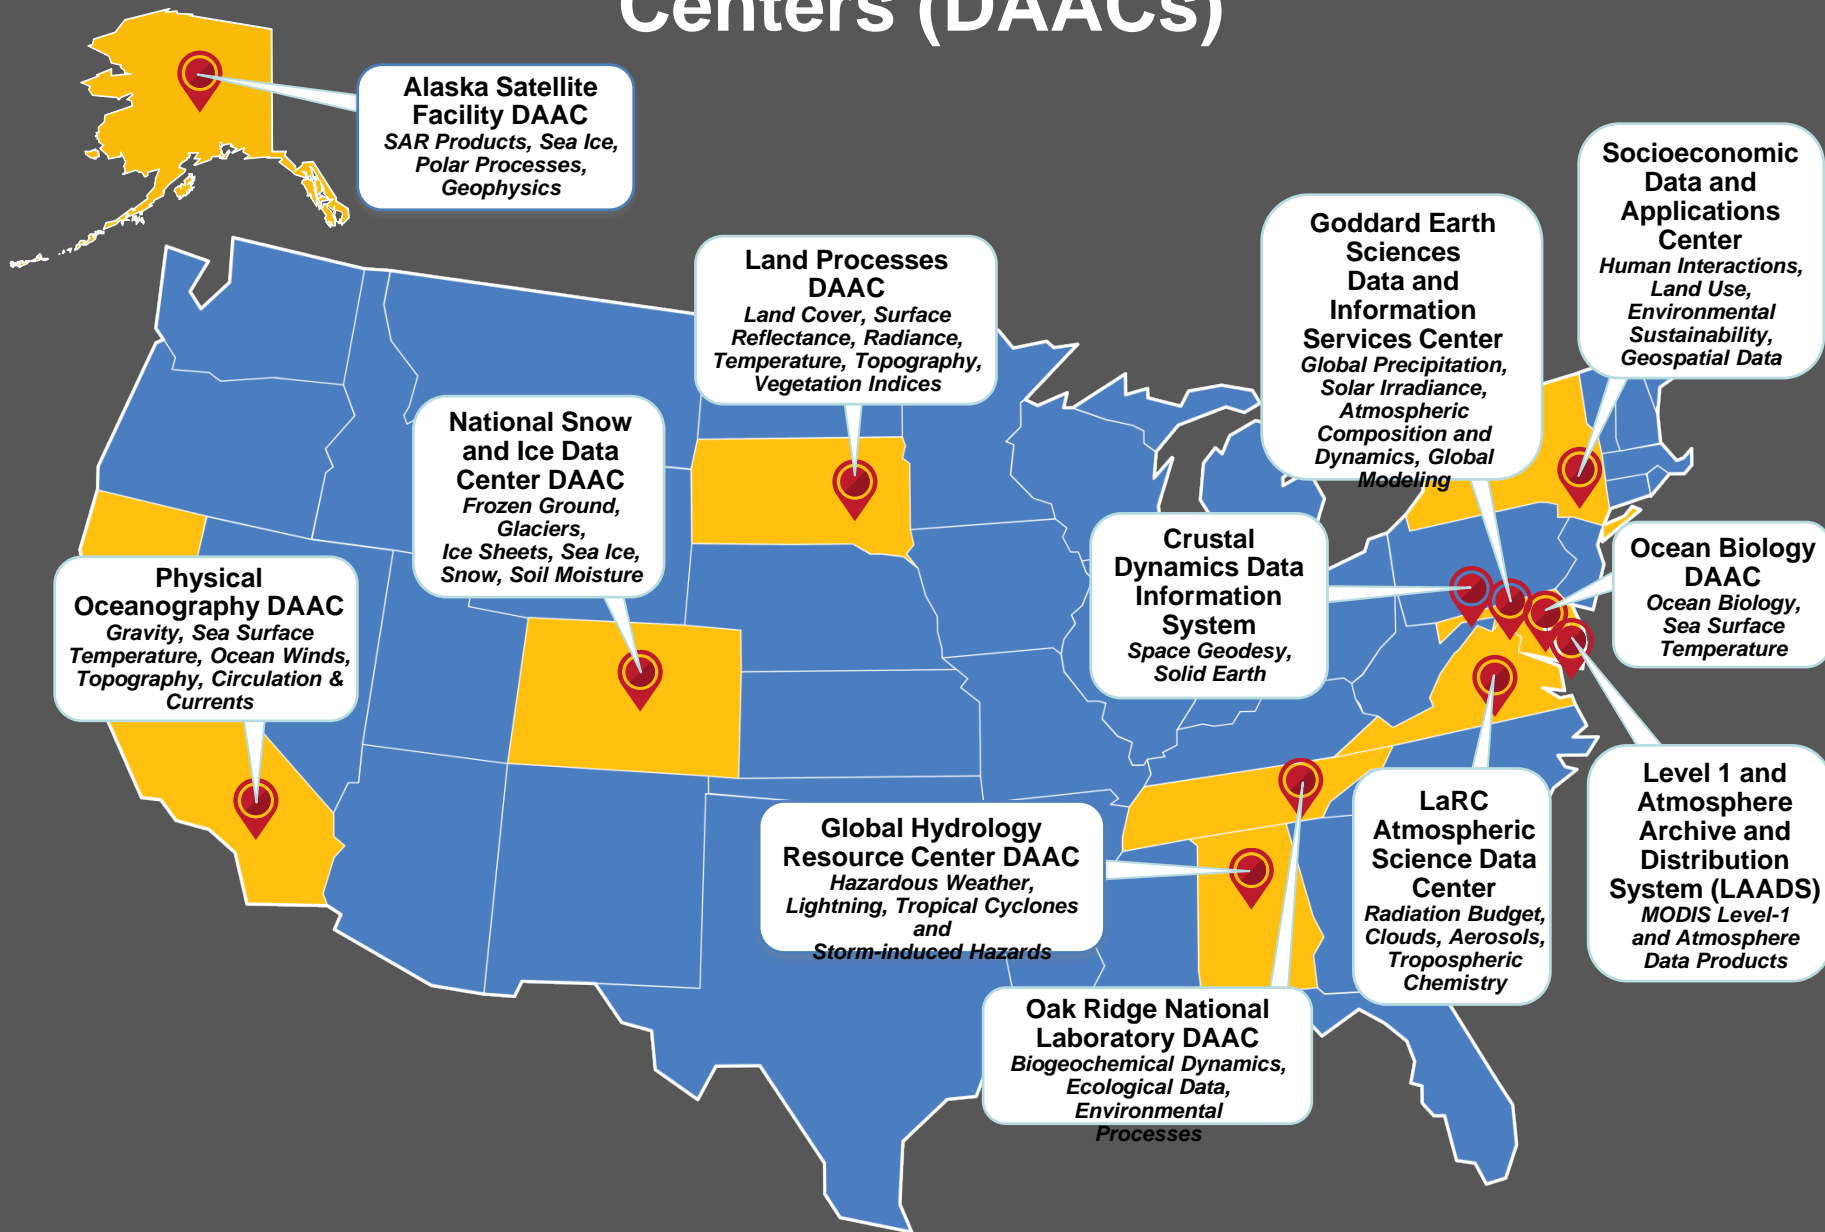 Centers (DAACs)
Alaska Satellite
Facility DAAC
SAR Products, Sea Ice,
Polar Processes,
Geophysics
Socioeconomic
Data and
Applications
Center
Human Interactions,
Land Use,
Environmental
Sustainability,
Geospatial Data
Goddard Earth
Sciences
Data and
Information
Services Center
Global Precipitation,
Solar Irradiance,
Atmospheric
Composition and
Dynamics, Global
Modeling
Land Processes
DAAC
Land Cover, Surface
Reflectance, Radiance,
Temperature, Topography,
Vegetation Indices
National Snow
and Ice Data
Center DAAC
Frozen Ground,
Glaciers,
Ice Sheets, Sea Ice,
Snow, Soil Moisture
Physical
Oceanography DAAC
Gravity, Sea Surface
Temperature, Ocean Winds,
Topography, Circulation &
Currents
Crustal
Dynamics Data
Information
System
Space Geodesy,
Solid Earth
Ocean Biology
DAAC
Ocean Biology,
Sea Surface
Temperature
Global Hydrology
Resource Center DAAC
Hazardous Weather,
Lightning, Tropical Cyclones
and
Storm-induced Hazards
LaRC
Atmospheric
Science Data
Center
Radiation Budget,
Clouds, Aerosols,
Tropospheric
Chemistry
Level 1 and
Atmosphere
Archive and
Distribution
System (LAADS)
MODIS Level-1
and Atmosphere
Data Products
Oak Ridge National
Laboratory DAAC
Biogeochemical Dynamics,
Ecological Data,
Environmental
Processes